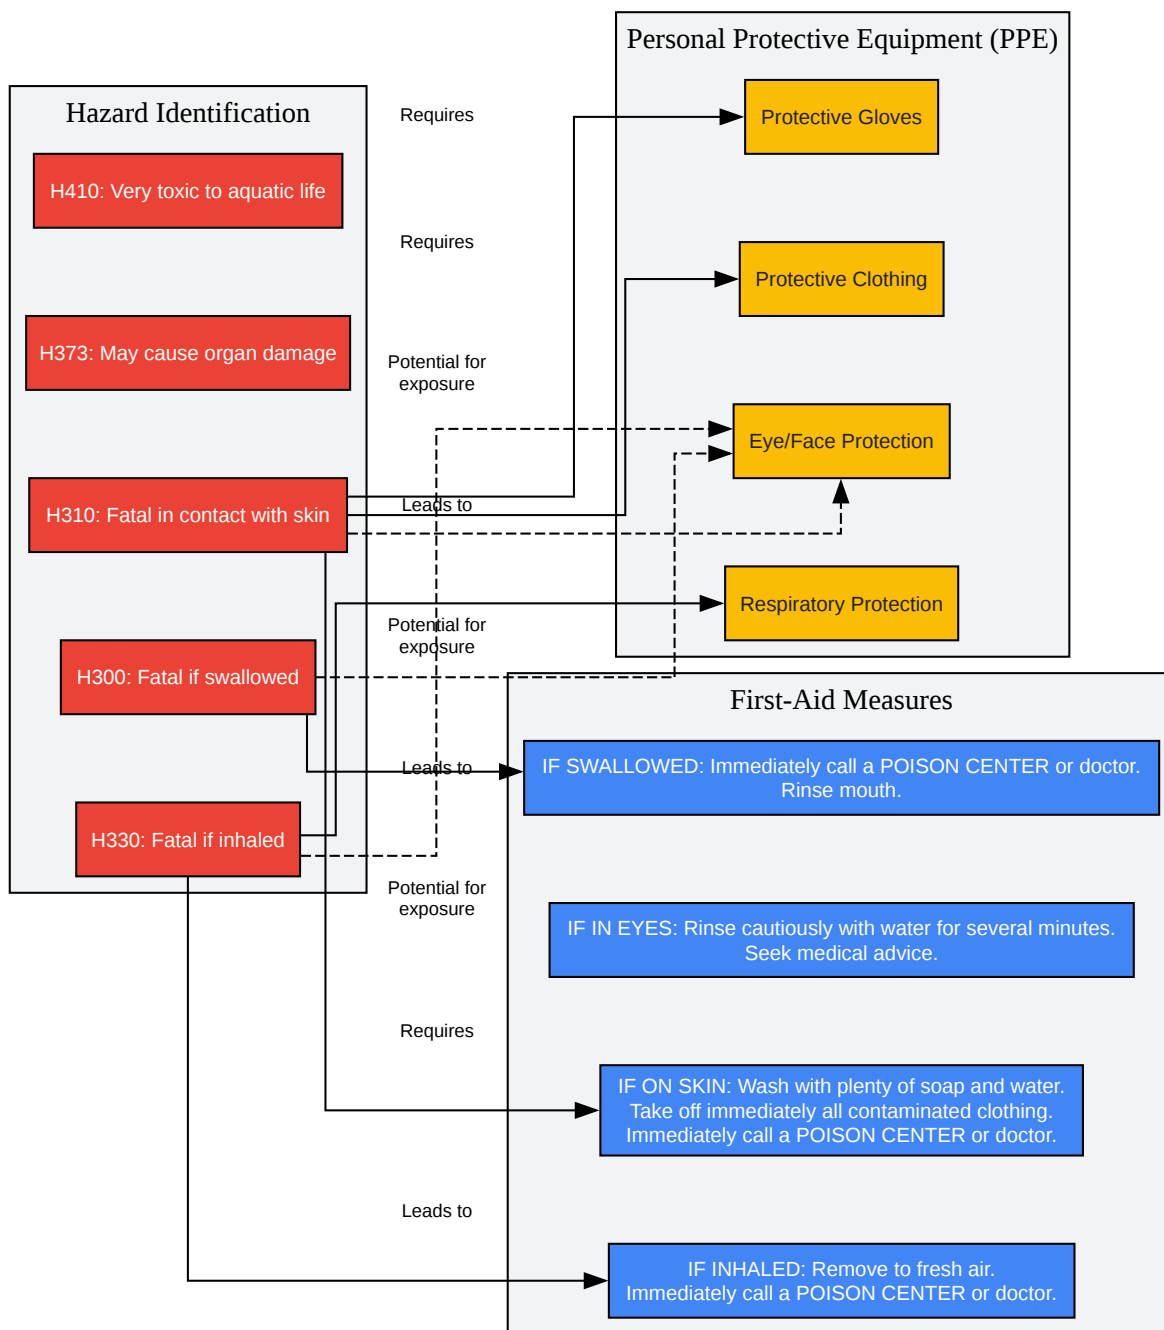 Personal Protective Equipment (PPE)
Hazard Identification
Requires
Protective Gloves
H410: Very toxic to aquatic life
Requires
Protective Clothing
H373: May cause organ damage
Potential for
exposure
Eye/Face Protection
H310: Fatal in contact with skin
Leads to
Respiratory Protection
Potential for
exposure
H300: Fatal if swallowed
First-Aid Measures
Leads to
IF SWALLOWED: Immediately call a POISON CENTER or doctor.
Rinse mouth.
H330: Fatal if inhaled
Potential for
exposure
IF IN EYES: Rinse cautiously with water for several minutes.
Seek medical advice.
Requires
IF ON SKIN: Wash with plenty of soap and water.
Take off immediately all contaminated clothing.
Immediately call a POISON CENTER or doctor.
Leads to
IF INHALED: Remove to fresh air.
Immediately call a POISON CENTER or doctor.